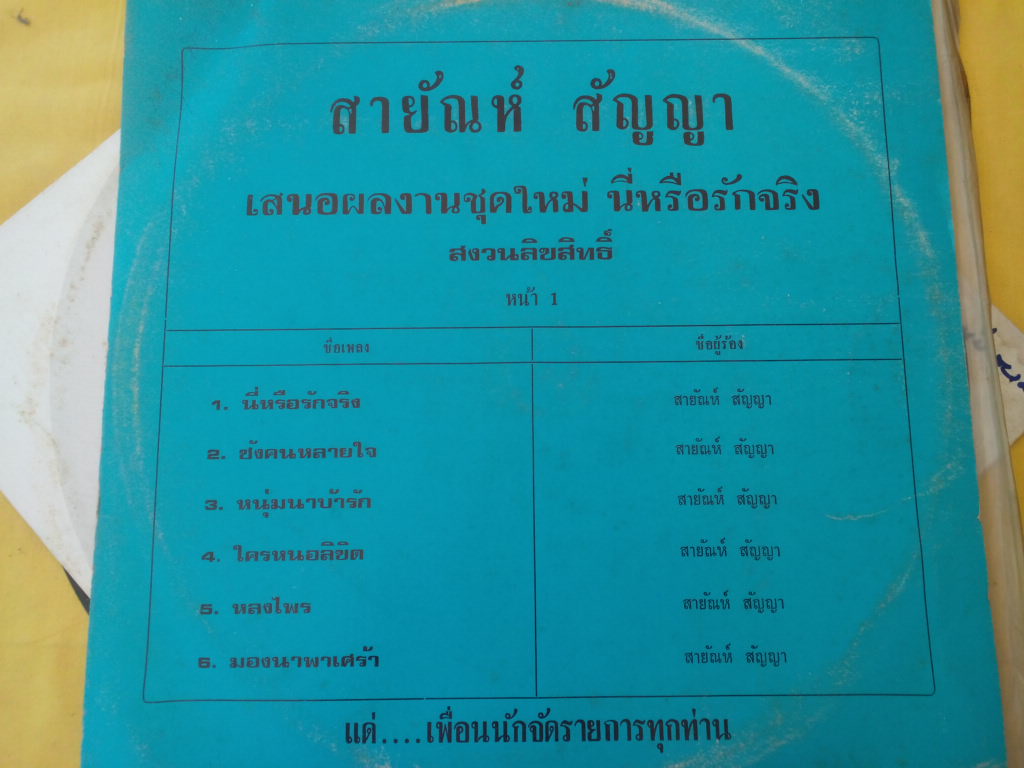 สายัณห์ สัญญา
เสนอผลงานชุดใหม่ นี่หรือรักจริง
สงวนลิขสิทธิ์
หน้า 1
ชื่อเพลง ชื่อผู้ร้อง
1. นี่หรือรักจริง สายัณห์ สัญญา
2. ชังคนหลายใจ สายัณห์ สัญญา
3. หนุ่มนาบ้ารัก สายัณห์ สัญญา
4. ใครหนอลิขิต สายัณห์ สัญญา
5. หลงไพร สายัณห์ สัญญา
6. มองนาพาเศร้า สายัณห์ สัญญา
แด่....เพื่อนนักจัดรายการทุกท่าน